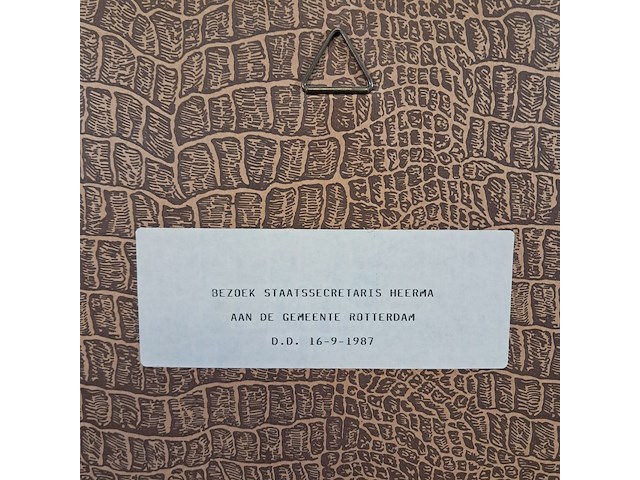 BEZOEK STAATSSECRETARIS HEERMA
AAN DE GEMEENTE ROTTERDAM
D.D. 16-9-1987